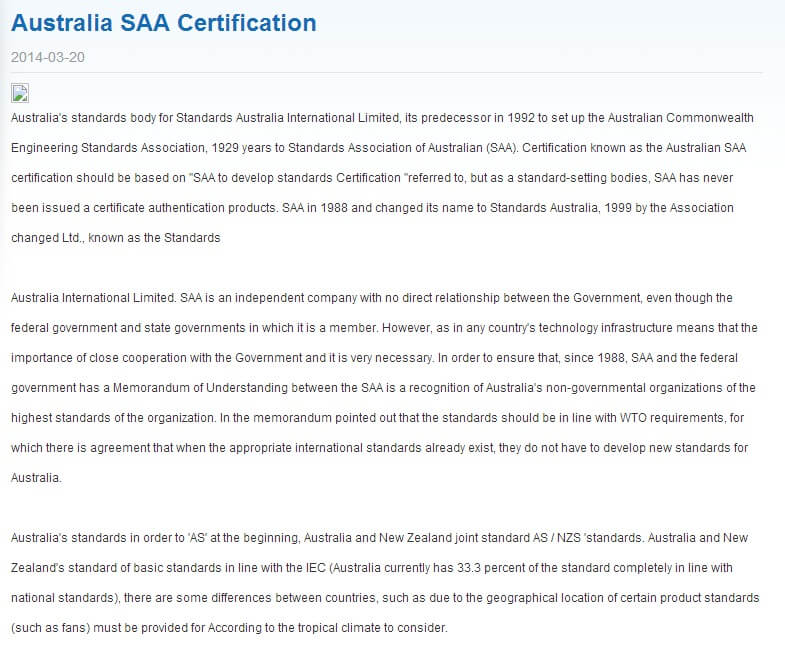 Australia SAA Certification
2014-03-20
Australia's standards body for Standards Australia International Limited, its predecessor in 1992 to set up the Australian Commonwealth
Engineering Standards Association, 1929 years to Standards Association of Australian (SAA). Certification known as the Australian SAA
certification should be based on "SAA to develop standards Certification "referred to, but as a standard-setting bodies, SAA has never
been issued a certificate authentication products. SAA in 1988 and changed its name to Standards Australia, 1999 by the Association
changed Ltd., known as the Standards
Australia International Limited. SAA is an independent company with no direct relationship between the Government, even though the
federal government and state governments in which it is a member. However, as in any country's technology infrastructure means that the
importance of close cooperation with the Government and it is very necessary. In order to ensure that, since 1988, SAA and the federal
government has a Memorandum of Understanding between the SAA is a recognition of Australia's non-governmental organizations of the
highest standards of the organization. In the memorandum pointed out that the standards should be in line with WTO requirements, for
which there is agreement that when the appropriate international standards already exist, they do not have to develop new standards for
Australia.
Australia's standards in order to 'AS' at the beginning, Australia and New Zealand joint standard AS / NZS 'standards. Australia and New
Zealand's standard of basic standards in line with the IEC (Australia currently has 33.3 percent of the standard completely in line with
national standards), there are some differences between countries, such as due to the geographical location of certain product standards
(such as fans) must be provided for According to the tropical climate to consider.